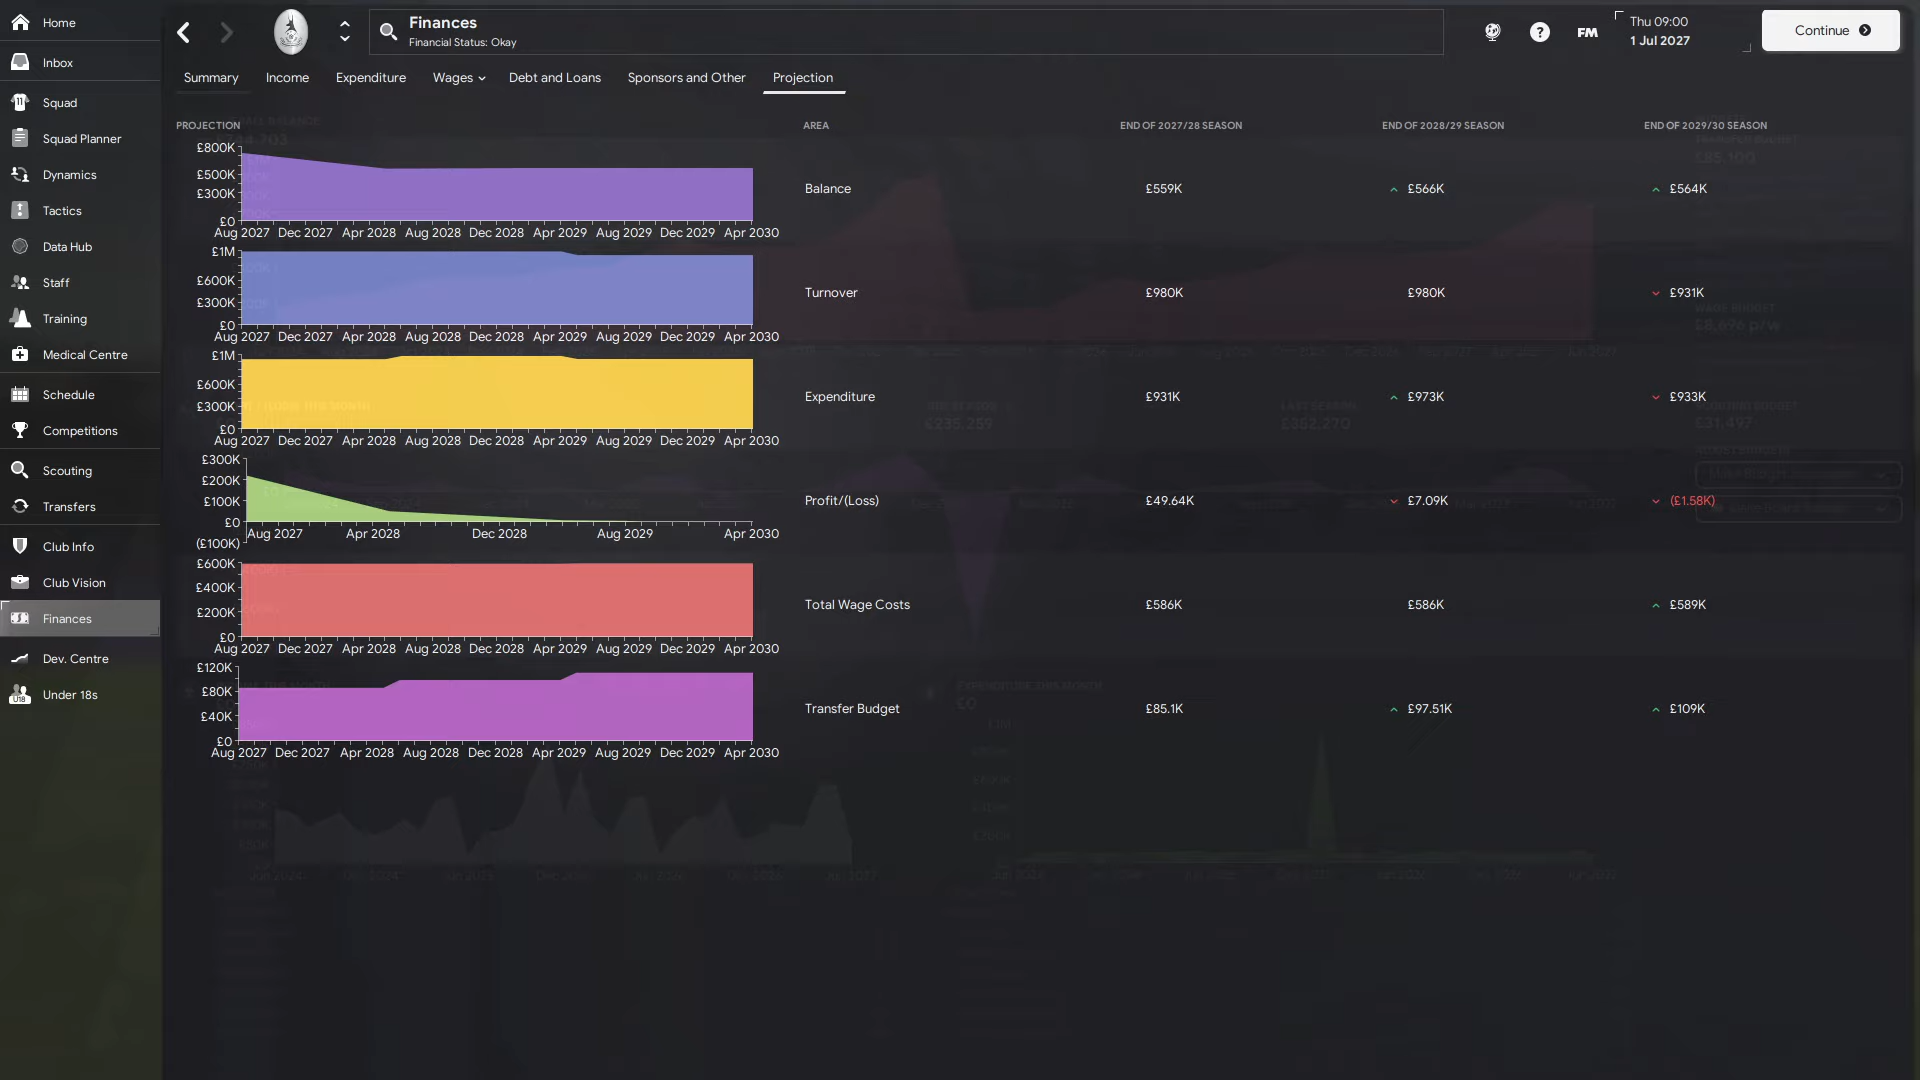 Home
Inbox
Squad
Squad Planner
Dynamics
Tactics
Data Hub
Staff
Training
Medical Centre
Schedule
Competitions
Scouting
Transfers
Club Info
Club Vision
Finances
Dev. Centre
Under 18s
Finances
Financial Status: Okay
FM
Thu 09:00
1 Jul 2027
Continue
Summary
Income
Expenditure
Wages
Debt and Loans
Sponsors and Other
Projection
PROJECTION
AREA
END OF 2027/28 SEASON
END OF 2028/29 SEASON
END OF 2029/30 SEASON
£800K
£500K
£300K
£0
Aug 2027 Dec 2027 Apr 2028 Aug 2028 Dec 2028 Apr 2029 Aug 2029 Dec 2029 Apr 2030
Balance £559K £566K £564K
£1M
£600K
£300K
£0
Aug 2027 Dec 2027 Apr 2028 Aug 2028 Dec 2028 Apr 2029 Aug 2029 Dec 2029 Apr 2030
Turnover £980K £980K £931K
£1M
£600K
£300K
£0
Aug 2027 Dec 2027 Apr 2028 Aug 2028 Dec 2028 Apr 2029 Aug 2029 Dec 2029 Apr 2030
Expenditure £931K £973K £933K
£300K
£200K
£100K
£0
(£100K)
Aug 2027 Apr 2028 Dec 2028 Aug 2029 Apr 2030
Profit/(Loss) £49.64K £7.09K (£1.58K)
£600K
£400K
£200K
£0
Aug 2027 Dec 2027 Apr 2028 Aug 2028 Dec 2028 Apr 2029 Aug 2029 Dec 2029 Apr 2030
Total Wage Costs £586K £586K £589K
£120K
£80K
£40K
£0
Aug 2027 Dec 2027 Apr 2028 Aug 2028 Dec 2028 Apr 2029 Aug 2029 Dec 2029 Apr 2030
Transfer Budget £85.1K £97.51K £109K